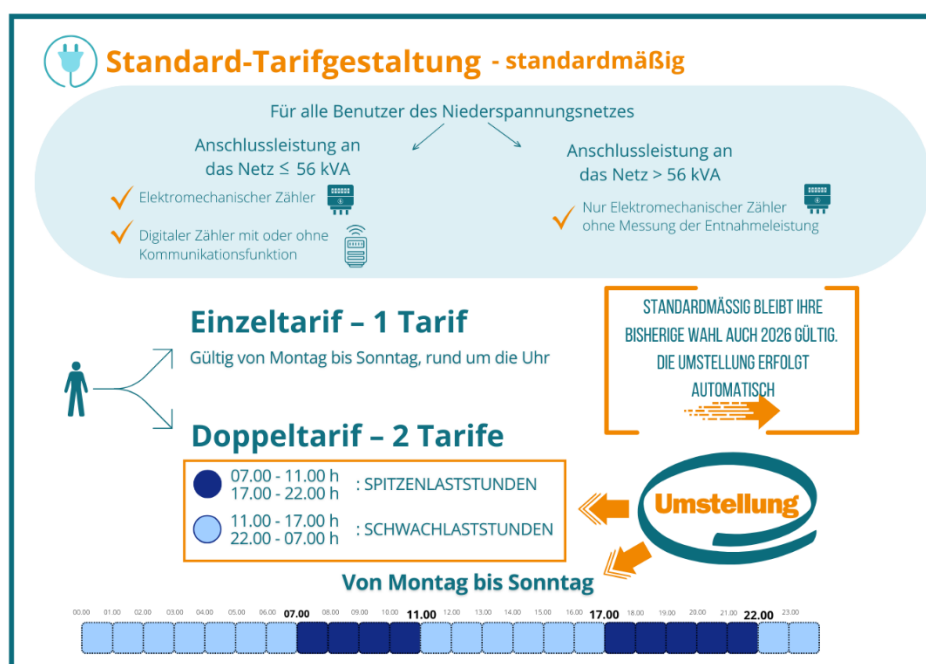 Standard-Tarifgestaltung - standardmäßig
Für alle Benutzer des Niederspannungsnetzes
Anschlussleistung an
das Netz ≤ 56 kVA
Elektromechanischer Zähler
Digitaler Zähler mit oder ohne
Kommunikationsfunktion
Anschlussleistung an
das Netz > 56 kVA
Nur Elektromechanischer Zähler
ohne Messung der Entnahmeleistung
Einzeltarif – 1 Tarif
Gültig von Montag bis Sonntag, rund um die Uhr
STANDARDMÄSSIG BLEIBT IHRE
BISHERIGE WAHL AUCH 2026 GÜLTIG.
DIE UMSTELLUNG ERFOLGT
AUTOMATISCH
Doppeltarif – 2 Tarife
07.00 - 11.00 h
17.00 - 22.00 h : SPITZENLASTSTUNDEN
11.00 - 17.00 h
22.00 - 07.00 h : SCHWACHLASTSTUNDEN
Umstellung
Von Montag bis Sonntag
00.00 01.00 02.00 03.00 04.00 05.00 06.00 07.00 08.00 09.00 10.00 11.00 12.00 13.00 14.00 15.00 16.00 17.00 18.00 19.00 20.00 21.00 22.00 23.00